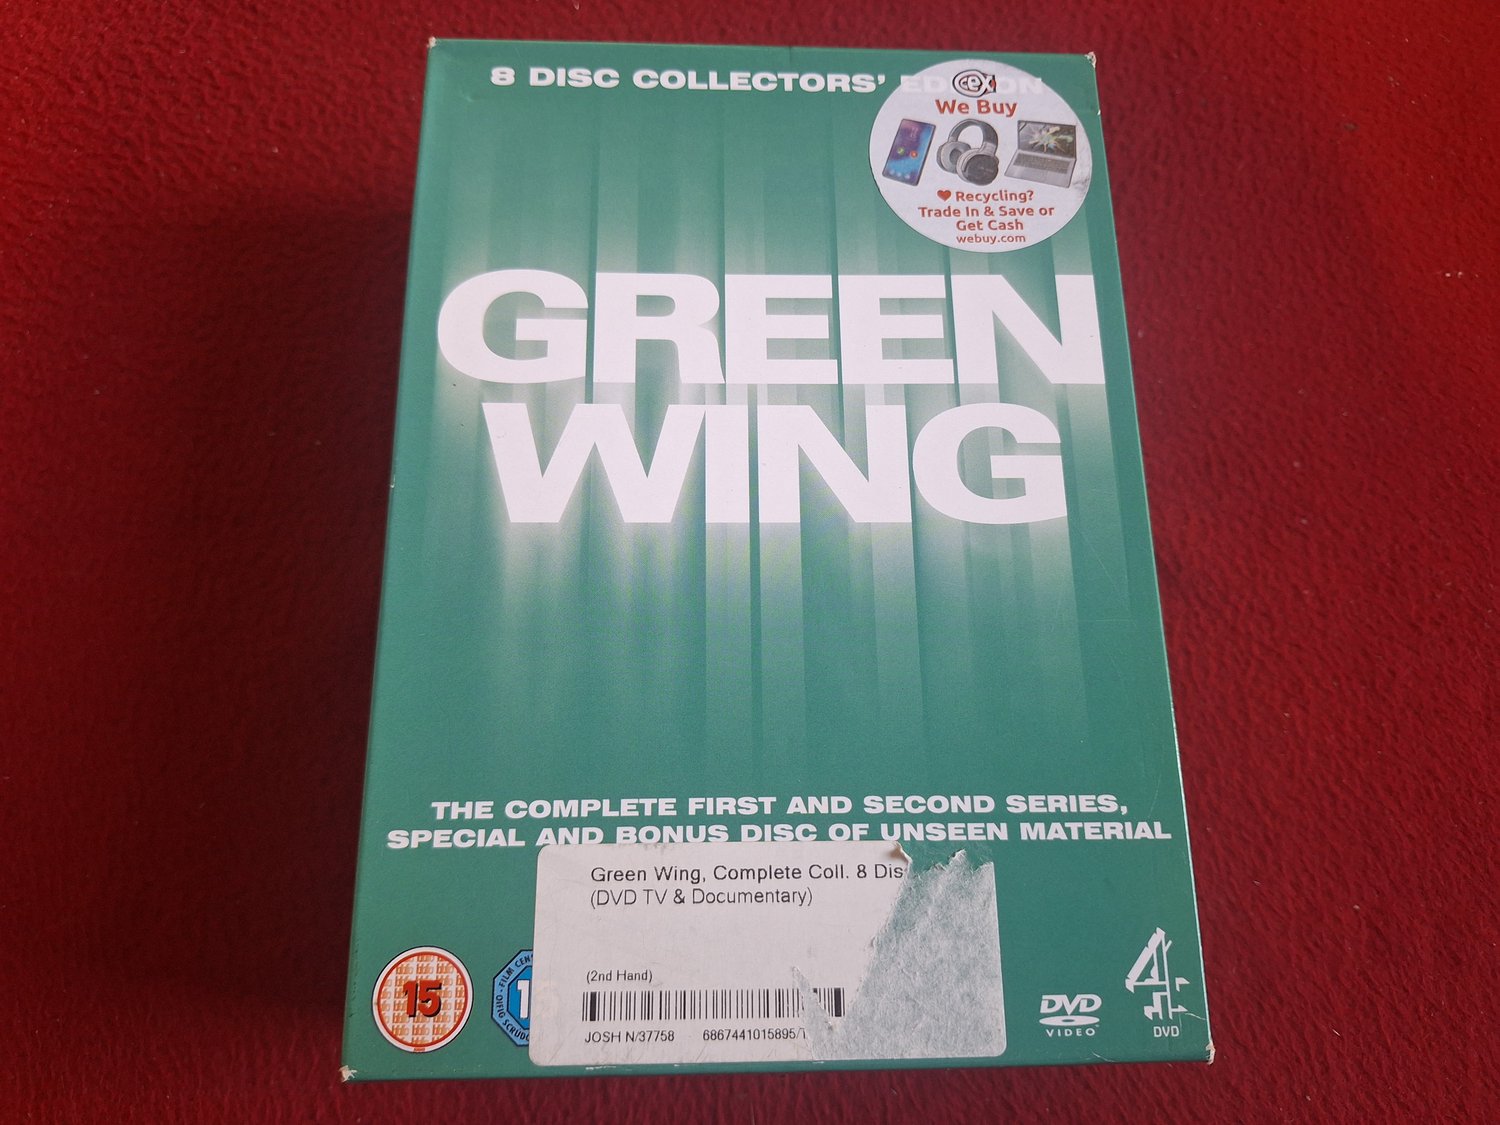 8 DISC COLLECTORS' EDITION
cex
We Buy
Recycling?
Trade In & Save or
Get Cash
webuy.com
GREEN
WING
THE COMPLETE FIRST AND SECOND SERIES,
SPECIAL AND BONUS DISC OF UNSEEN MATERIAL
Green Wing, Complete Coll. 8 Dis
(DVD TV & Documentary)
(2nd Hand)
JOSH N/37758 6867441015895/
15
DVD
VIDEO
4
DVD